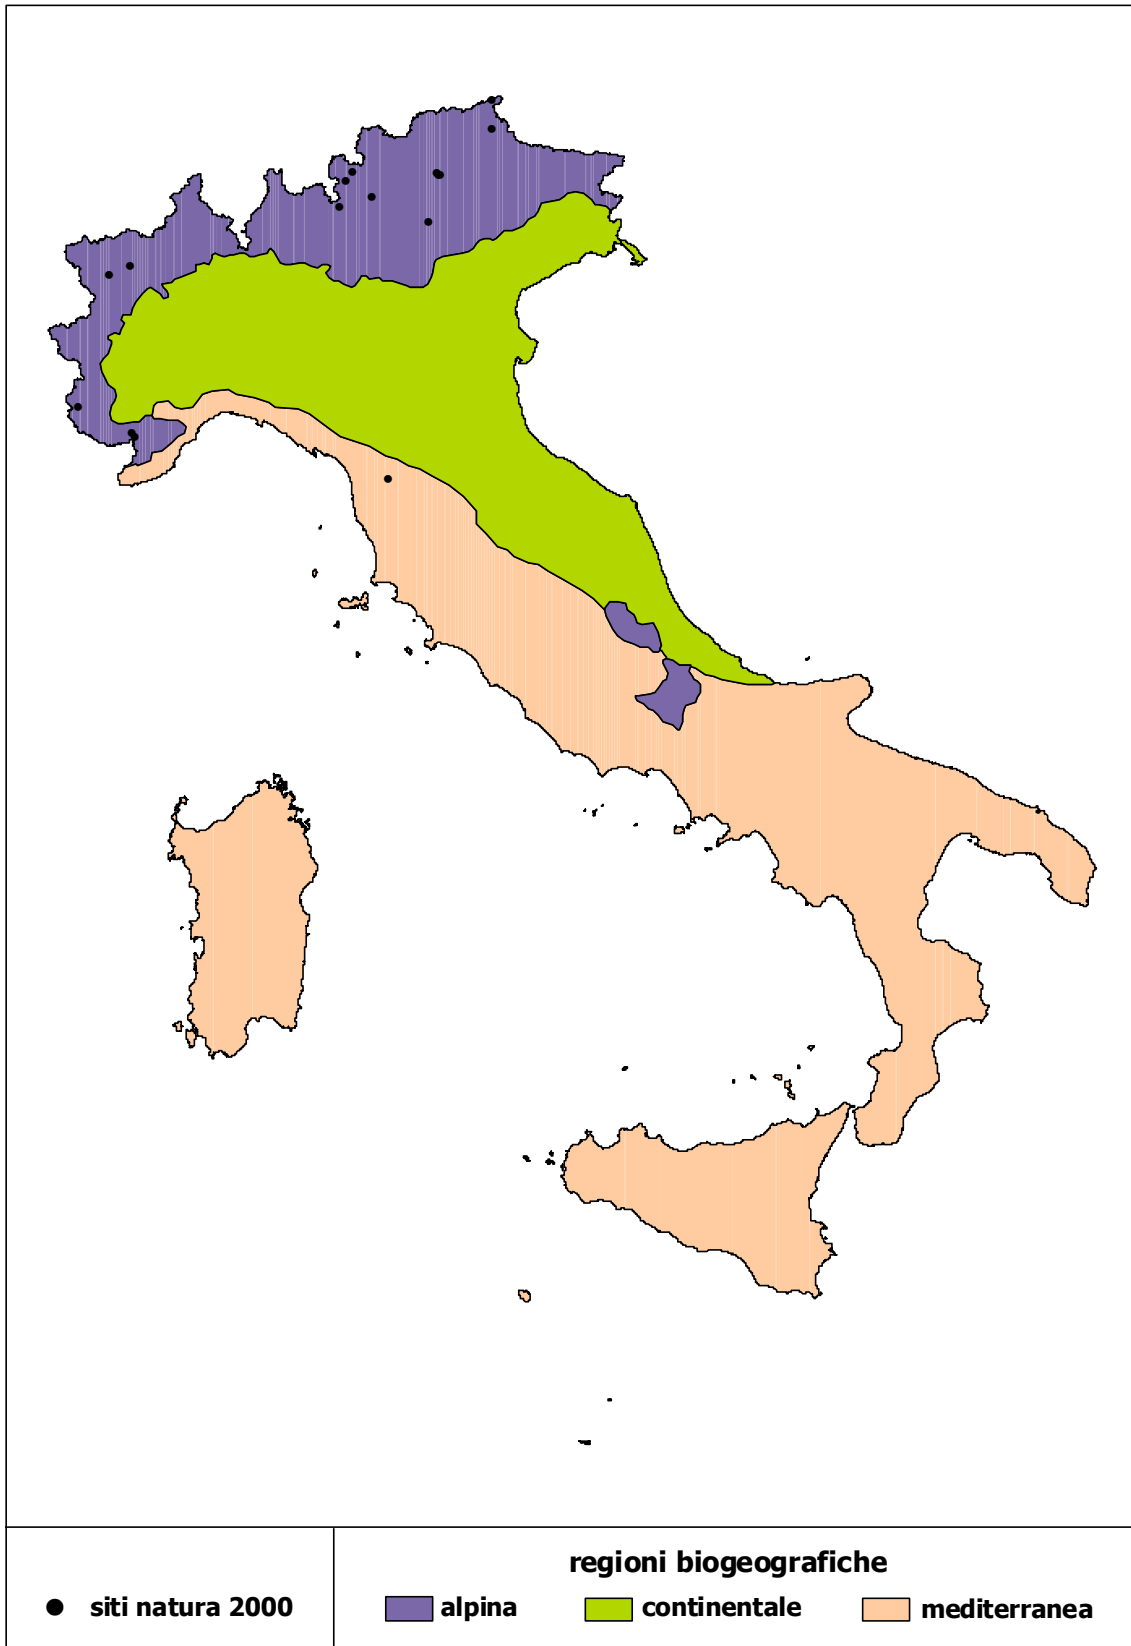 regioni biogeografiche
siti natura 2000
alpina
continentale
mediterranea